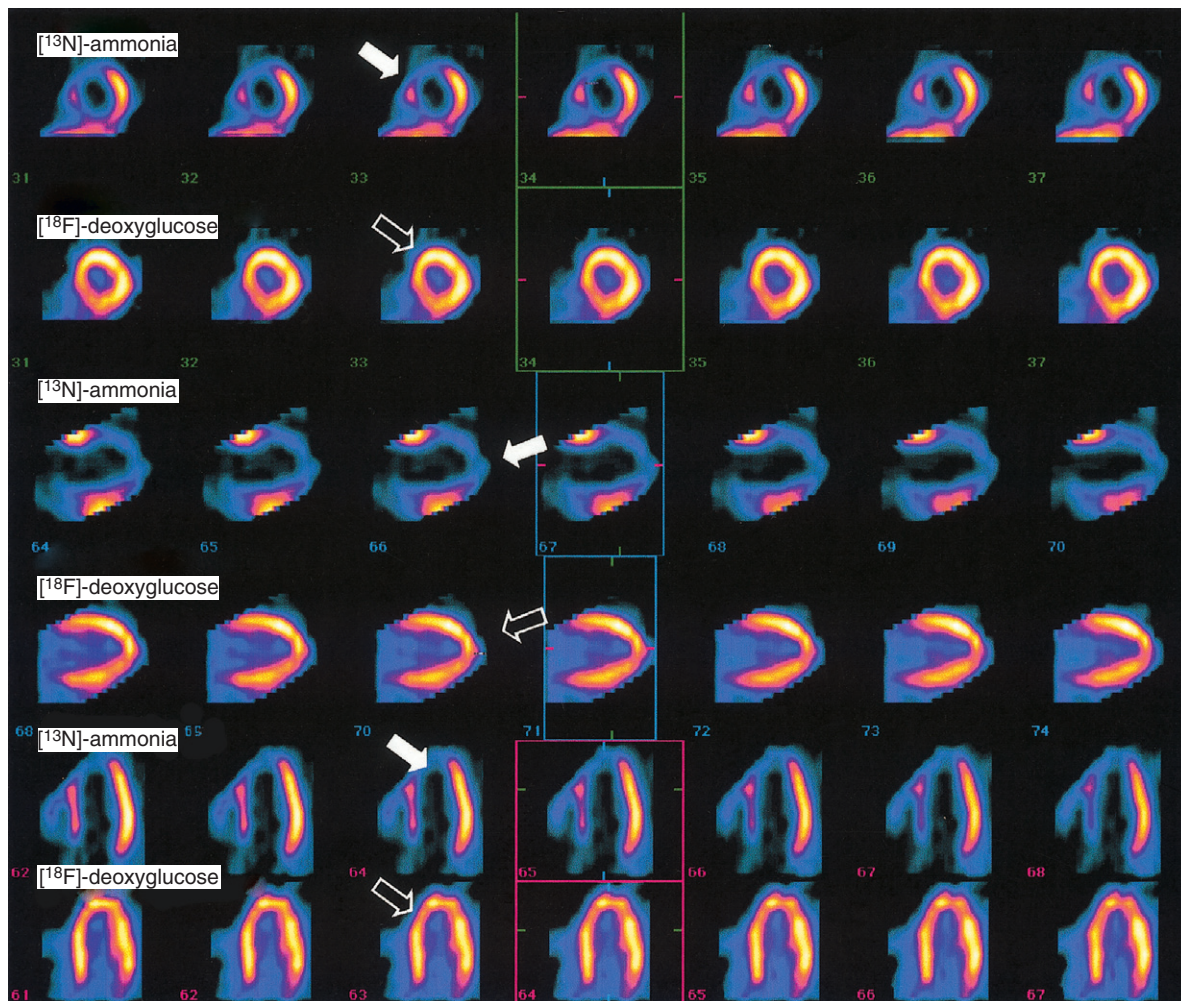 [¹³N]-ammonia
31 32 33 34 35 36 37
[¹⁸F]-deoxyglucose
31 32 33 34 35 36 37
[¹³N]-ammonia
64 65 66 67 68 69 70
[¹⁸F]-deoxyglucose
68 69 70 71 72 73 74
[¹³N]-ammonia
62 63 64 65 66 67 68
[¹⁸F]-deoxyglucose
61 62 63 64 65 66 67